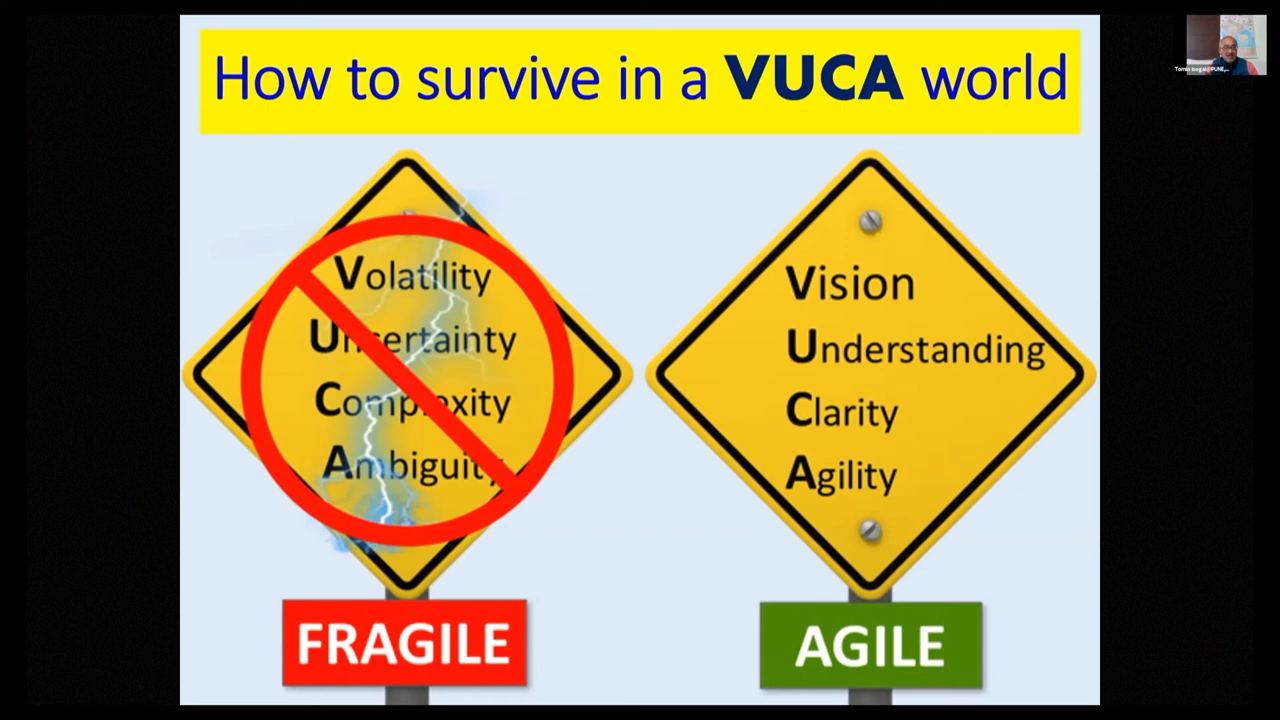 How to survive in a VUCA world
Volatility
Uncertainty
Complexity
Ambiguity
FRAGILE
Vision
Understanding
Clarity
Agility
AGILE